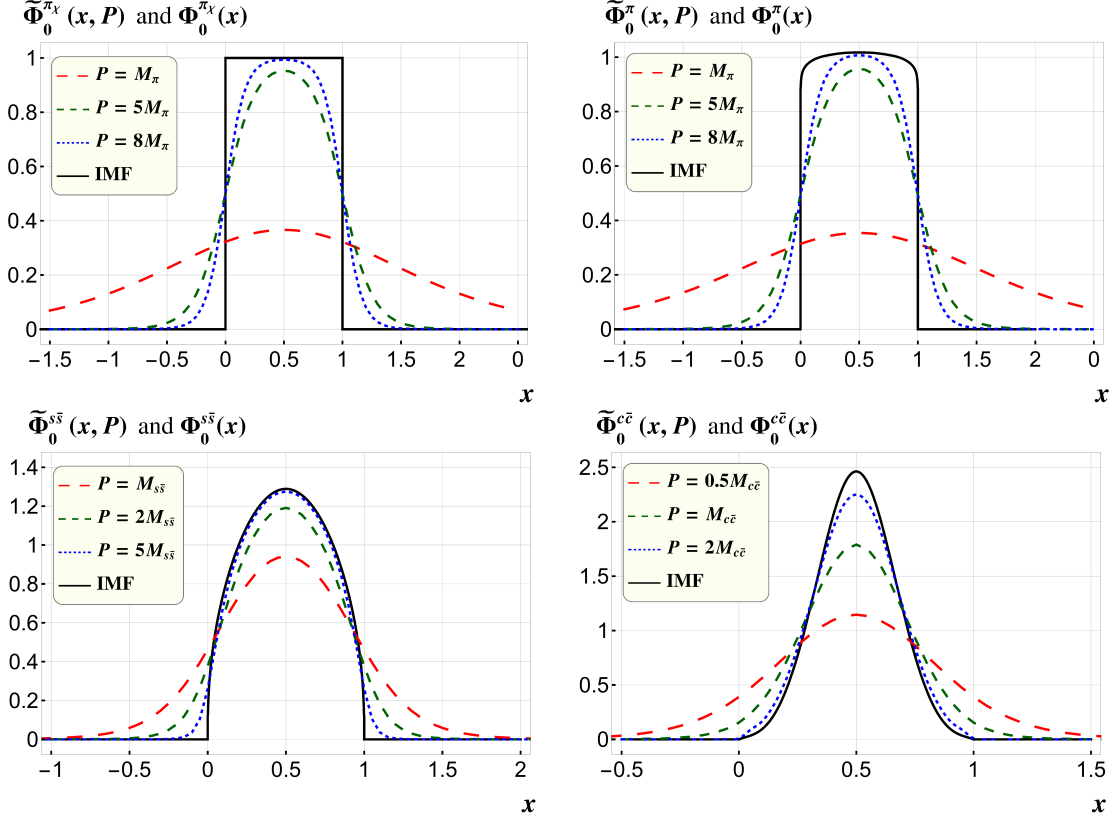 Φ̃₀^{π_χ}(x, P) and Φ₀^{π_χ}(x)
1
0.8
0.6
0.4
0.2
0
P = M_π
P = 5M_π
P = 8M_π
IMF
−1.5 −1 −0.5 0 0.5 1 1.5 2 0
x
Φ̃₀^π(x, P) and Φ₀^π(x)
1
0.8
0.6
0.4
0.2
0
P = M_π
P = 5M_π
P = 8M_π
IMF
−1.5 −1 −0.5 0 0.5 1 1.5 2 0
x
Φ̃₀^{ss̄}(x, P) and Φ₀^{ss̄}(x)
1.4
1.2
1
0.8
0.6
0.4
0.2
0
P = M_{ss̄}
P = 2M_{ss̄}
P = 5M_{ss̄}
IMF
−1 −0.5 0 0.5 1 1.5 2
x
Φ̃₀^{cc̄}(x, P) and Φ₀^{cc̄}(x)
2.5
2
1.5
1
0.5
0
P = 0.5M_{cc̄}
P = M_{cc̄}
P = 2M_{cc̄}
IMF
−0.5 0 0.5 1 1.5
x